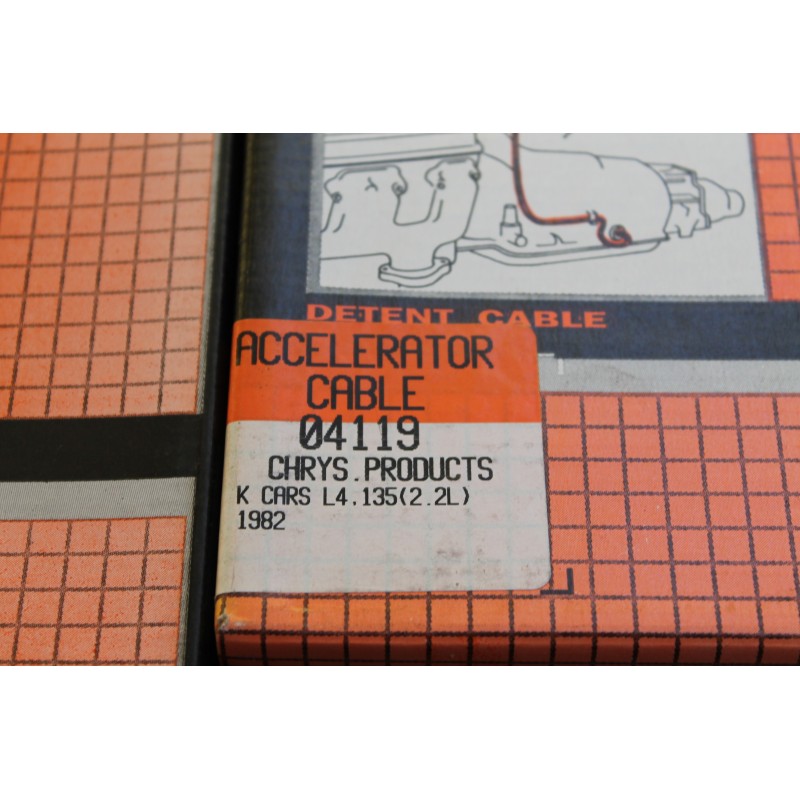 DETENT CABLE
ACCELERATOR
CABLE
04119
CHRYS.PRODUCTS
K CARS L4.135(2.2L)
1982